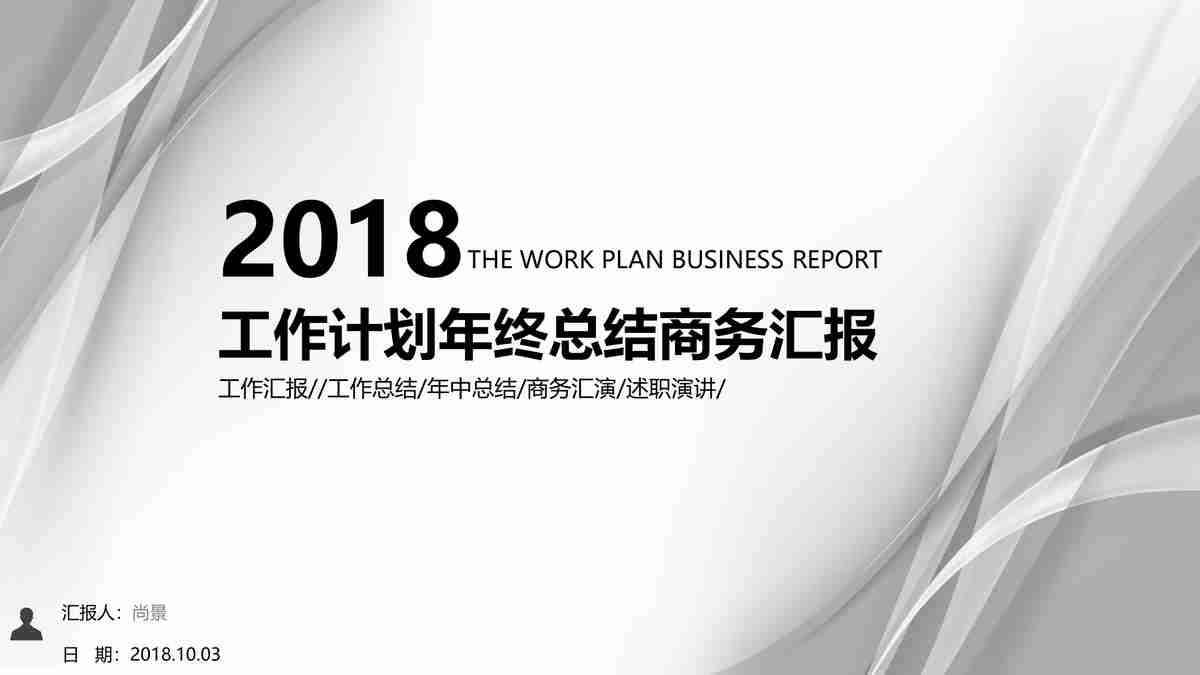 2018 THE WORK PLAN BUSINESS REPORT
工作计划年终总结商务汇报
工作汇报//工作总结/年中总结/商务汇演/述职演讲/
汇报人：尚景
日 期：2018.10.03